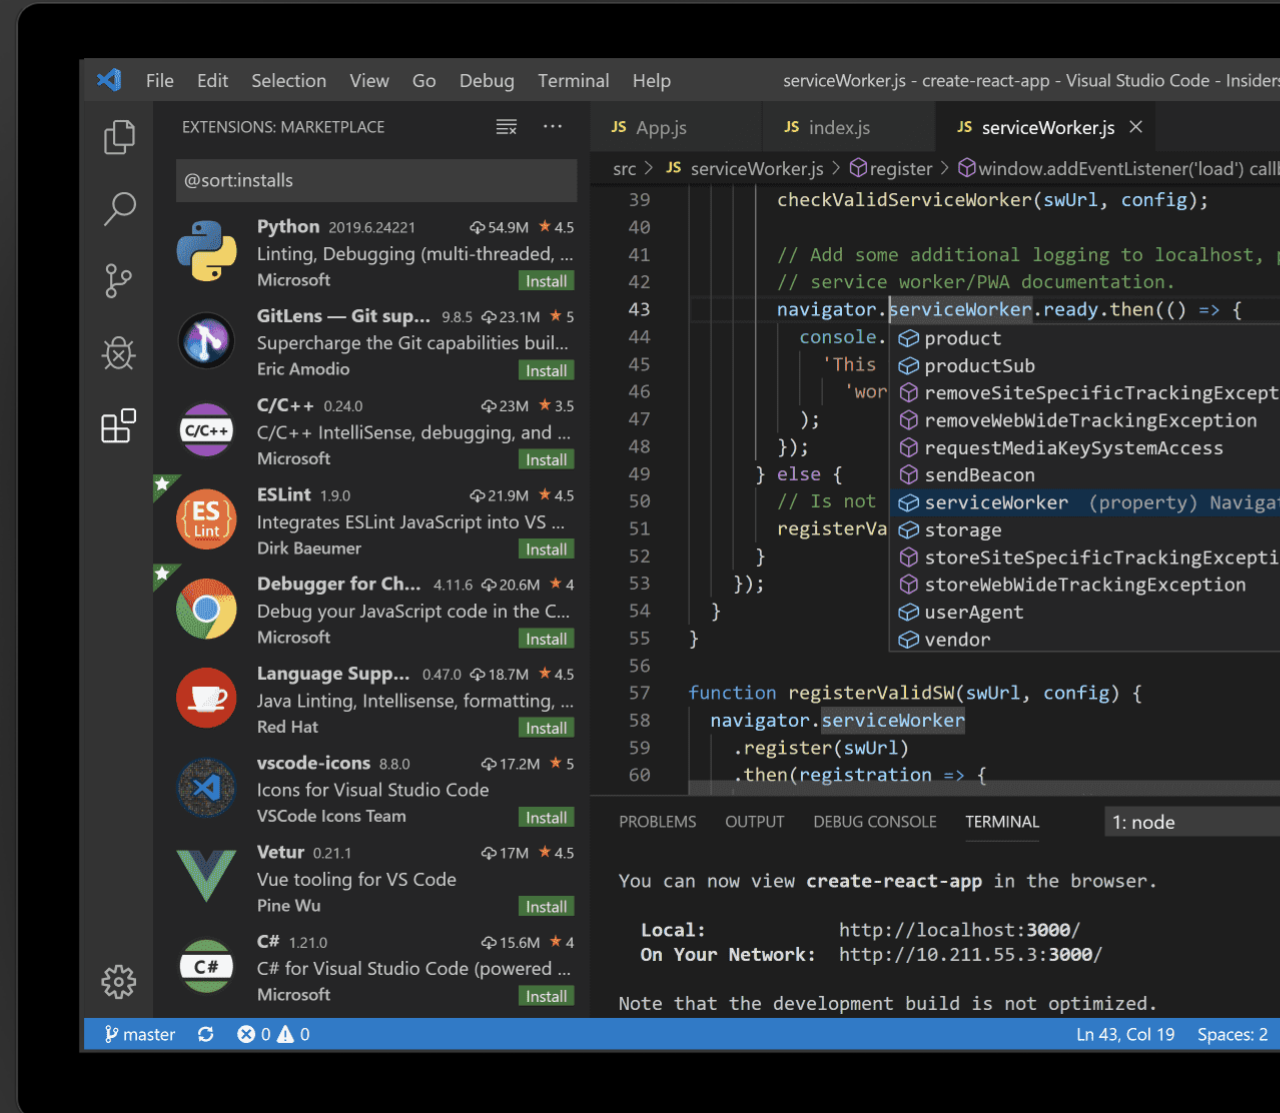 File Edit Selection View Go Debug Terminal Help
serviceWorker.js - create-react-app - Visual Studio Code - Insiders
EXTENSIONS: MARKETPLACE
@sort:installs
Python 2019.6.24221 54.9M 4.5
Linting, Debugging (multi-threaded, ...
Microsoft Install
GitLens — Git sup... 9.8.5 23.1M 5
Supercharge the Git capabilities buil...
Eric Amodio Install
C/C++
C/C++ 0.24.0 23M 3.5
C/C++ IntelliSense, debugging, and ...
Microsoft Install
ES
Lint
ESLint 1.9.0 21.9M 4.5
Integrates ESLint JavaScript into VS ...
Dirk Baeumer Install
Debugger for Ch... 4.11.6 20.6M 4
Debug your JavaScript code in the C...
Microsoft Install
Language Supp... 0.47.0 18.7M 4.5
Java Linting, Intellisense, formatting, ...
Red Hat Install
vscode-icons 8.8.0 17.2M 5
Icons for Visual Studio Code
VSCode Icons Team Install
Vetur 0.21.1 17M 4.5
Vue tooling for VS Code
Pine Wu Install
C#
C# 1.21.0 15.6M 4
C# for Visual Studio Code (powered ...
Microsoft Install
JS App.js JS index.js JS serviceWorker.js
src > JS serviceWorker.js > register > window.addEventListener('load') callb
39 checkValidServiceWorker(swUrl, config);
40
41 // Add some additional logging to localhost, p
42 // service worker/PWA documentation.
43 navigator.serviceWorker.ready.then(() => {
44 console.
45 'This
46 'wor
47 );
48 });
49 } else {
50 // Is not
51 registerVa
52 }
53 });
54 }
55 }
56
57 function registerValidSW(swUrl, config) {
58 navigator.serviceWorker
59 .register(swUrl)
60 .then(registration => {
product
productSub
removeSiteSpecificTrackingExcept
removeWebWideTrackingException
requestMediaKeySystemAccess
sendBeacon
serviceWorker (property) Naviga
storage
storeSiteSpecificTrackingExcepti
storeWebWideTrackingException
userAgent
vendor
PROBLEMS OUTPUT DEBUG CONSOLE TERMINAL 1: node
You can now view create-react-app in the browser.
Local: http://localhost:3000/
On Your Network: http://10.211.55.3:3000/
Note that the development build is not optimized.
master 0 0 Ln 43, Col 19 Spaces: 2